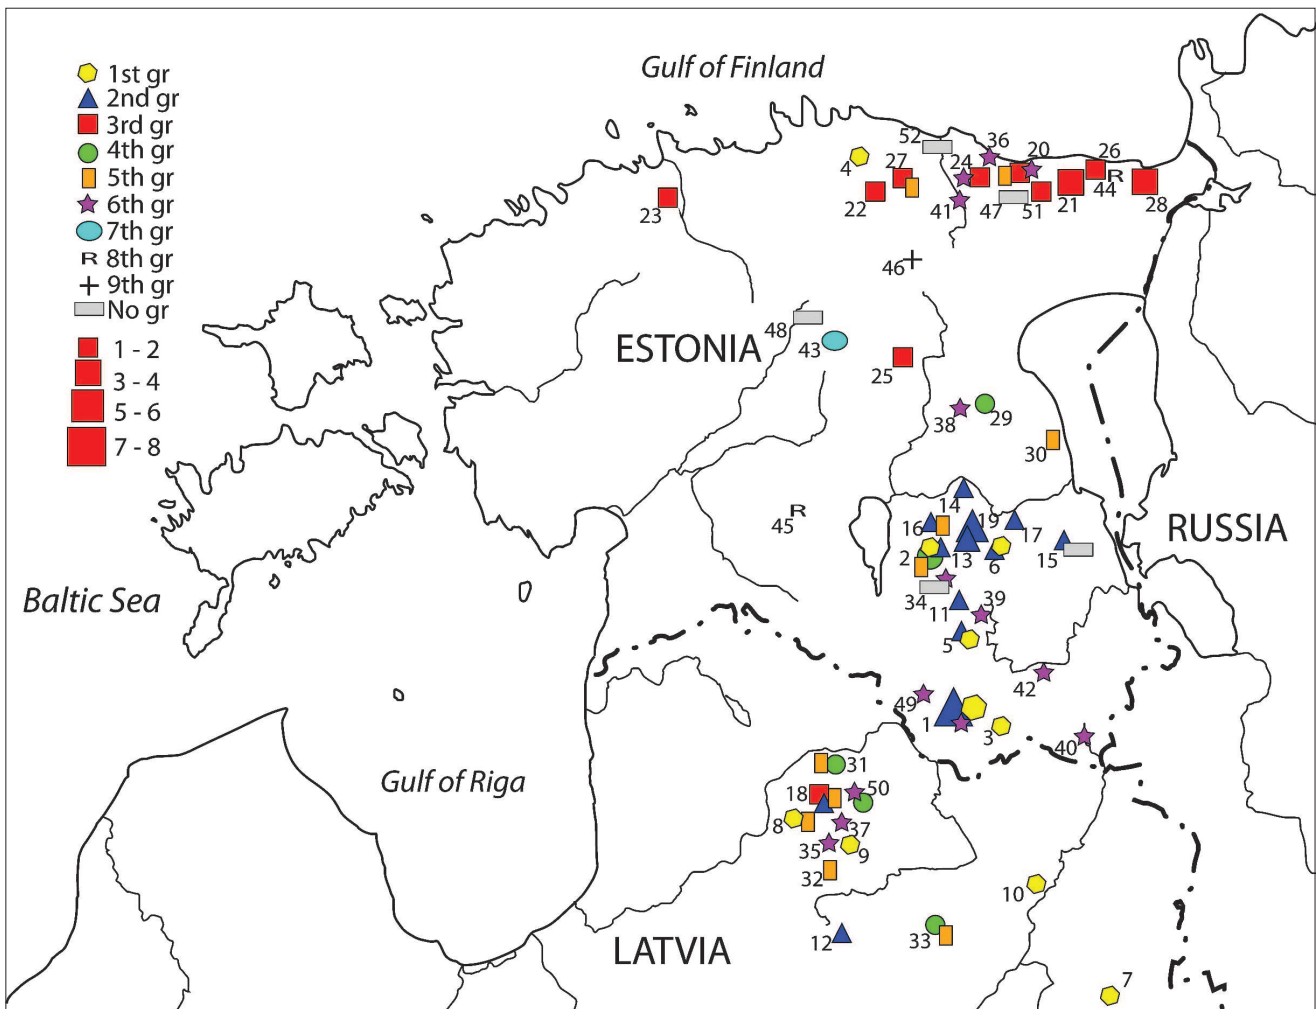 Gulf of Finland
1st gr
2nd gr
3rd gr
4th gr
5th gr
6th gr
7th gr
R 8th gr
9th gr
No gr
1 - 2
3 - 4
5 - 6
7 - 8
52
36
20
26
4
27
24
R
44
23
22
41
47
51
21
28
46
48
43
ESTONIA
25
38
29
30
14
R
45
16
19
17
RUSSIA
2
13
6
15
Baltic Sea
34
11
39
5
42
49
1
3
40
31
Gulf of Riga
18
50
8
37
35
9
32
10
12
33
LATVIA
7